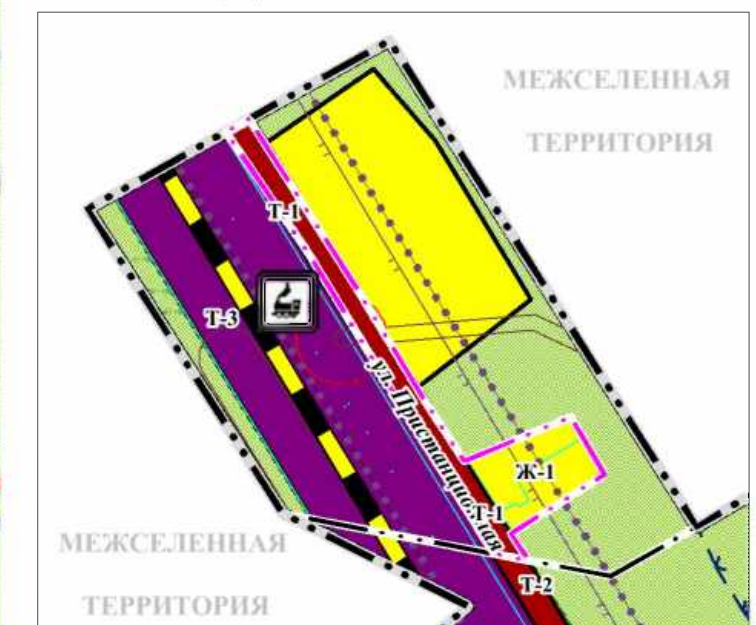 МЕЖСЕЛЕННАЯ
ТЕРРИТОРИЯ
Т-1
Т-3
ул. Пристанционная
Ж-1
Т-1
МЕЖСЕЛЕННАЯ
ТЕРРИТОРИЯ
Т-2